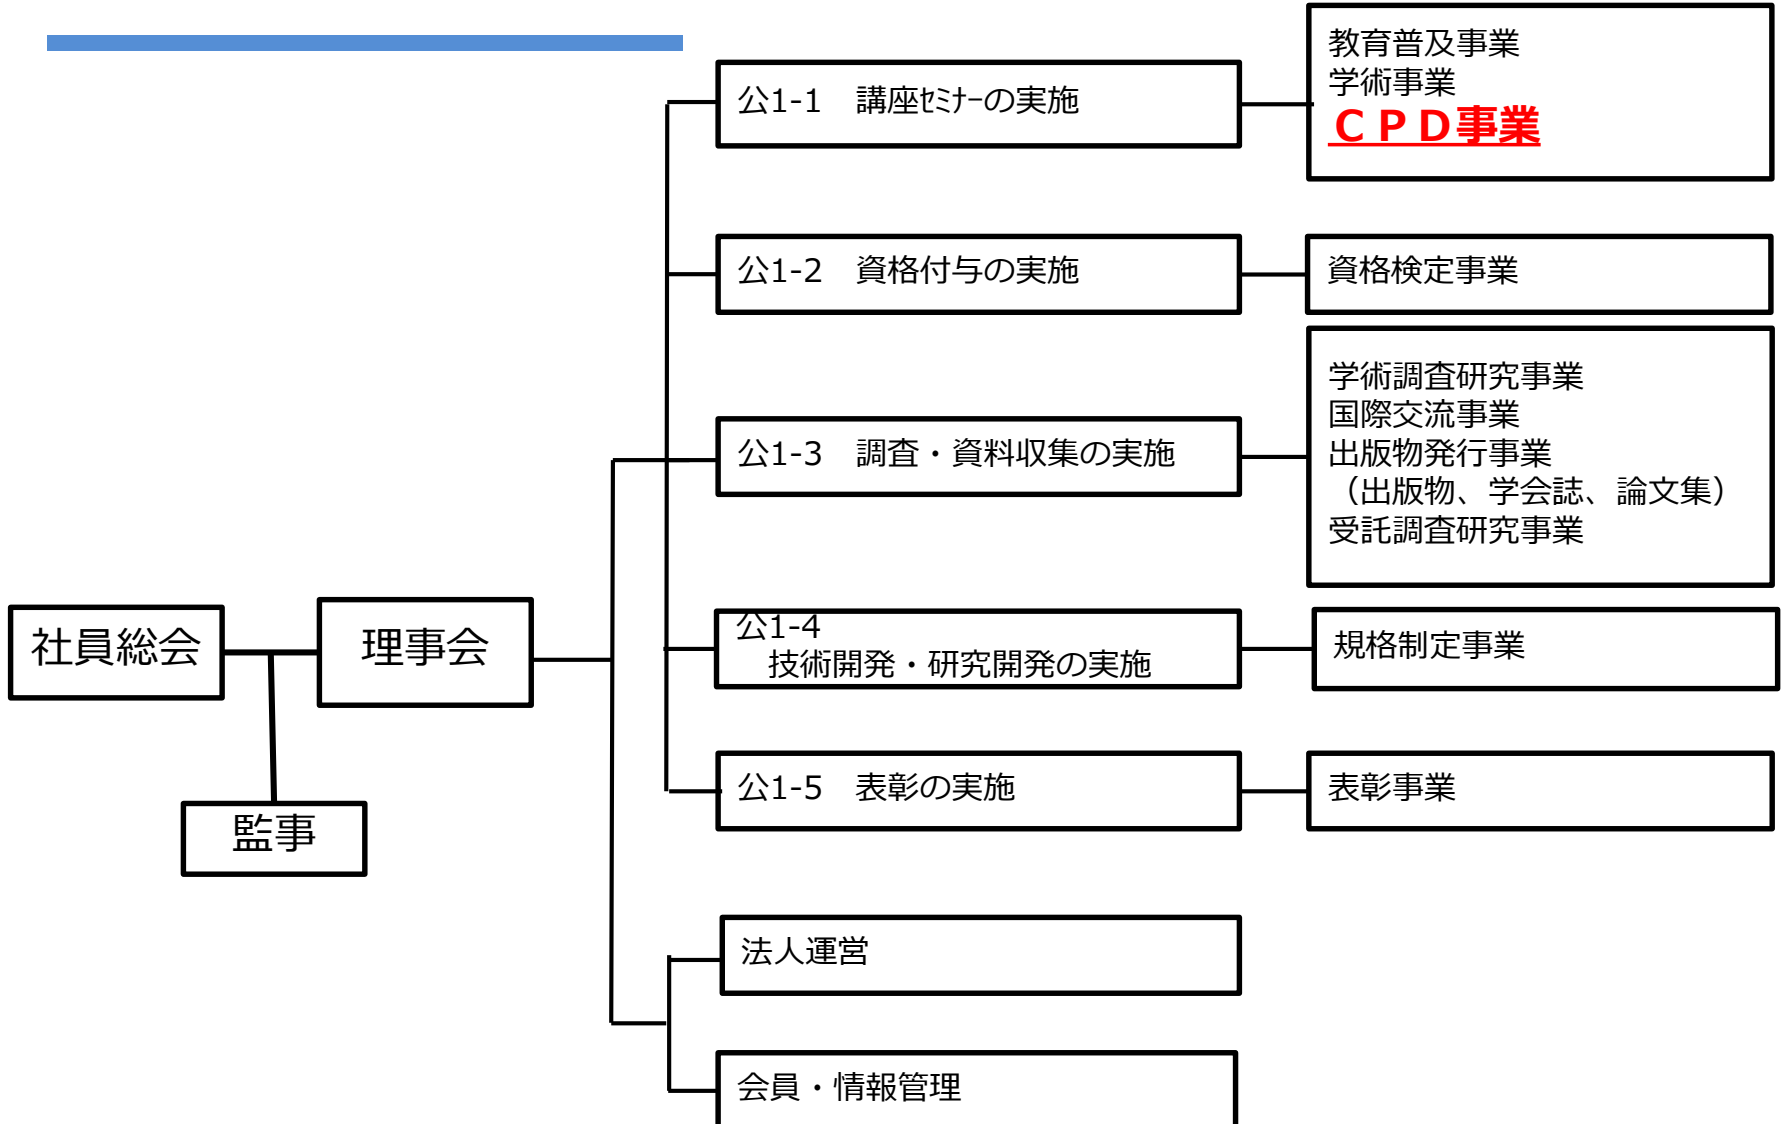 教育普及事業
学術事業
ＣＰＤ事業
公1-1　講座ｾﾐﾅｰの実施
公1-2　資格付与の実施
資格検定事業
学術調査研究事業
国際交流事業
出版物発行事業
（出版物、学会誌、論文集）
受託調査研究事業
公1-3　調査・資料収集の実施
社員総会
理事会
公1-4
技術開発・研究開発の実施
規格制定事業
公1-5　表彰の実施
表彰事業
監事
法人運営
会員・情報管理